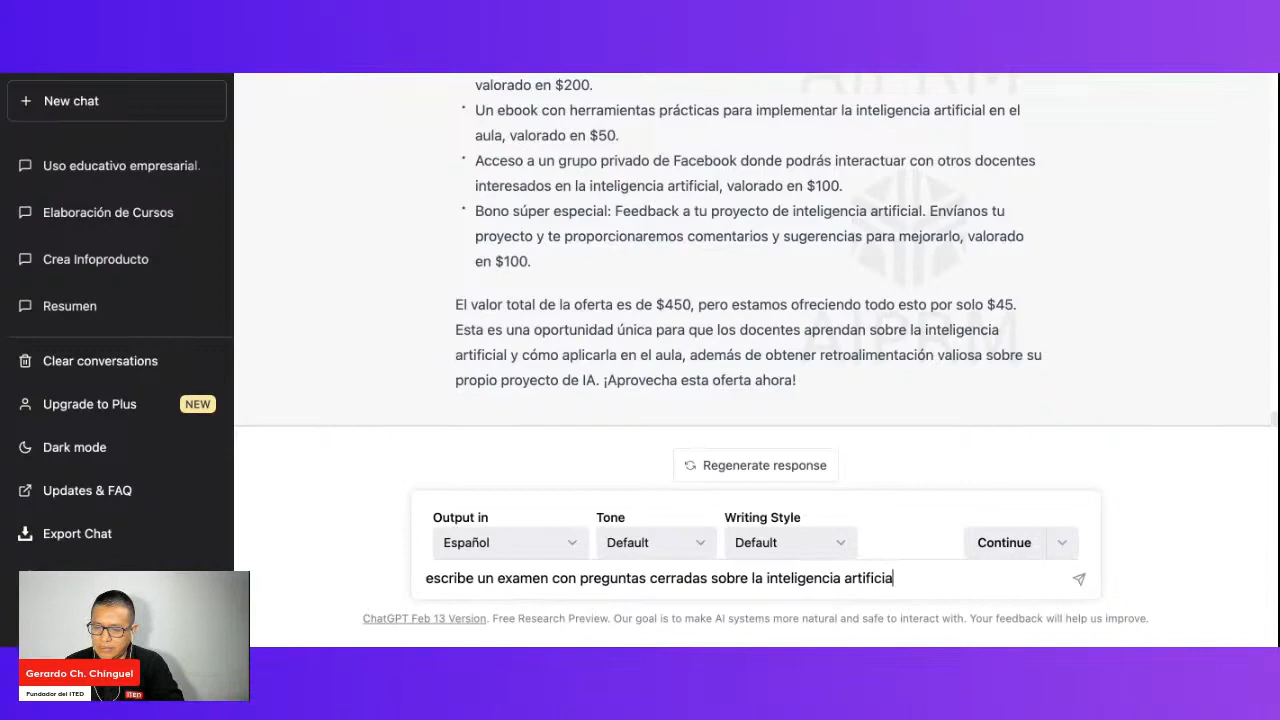 New chat
Uso educativo empresarial.
Elaboración de Cursos
Crea Infoproducto
Resumen
Clear conversations
Upgrade to Plus NEW
Dark mode
Updates & FAQ
Export Chat
valorado en $200.
Un ebook con herramientas prácticas para implementar la inteligencia artificial en el
aula, valorado en $50.
Acceso a un grupo privado de Facebook donde podrás interactuar con otros docentes
interesados en la inteligencia artificial, valorado en $100.
Bono súper especial: Feedback a tu proyecto de inteligencia artificial. Envíanos tu
proyecto y te proporcionaremos comentarios y sugerencias para mejorarlo, valorado
en $100.
El valor total de la oferta es de $450, pero estamos ofreciendo todo esto por solo $45.
Esta es una oportunidad única para que los docentes aprendan sobre la inteligencia
artificial y cómo aplicarla en el aula, además de obtener retroalimentación valiosa sobre su
propio proyecto de IA. ¡Aprovecha esta oferta ahora!
AIPRM
AIPRM
Regenerate response
Output in Tone Writing Style
Español Default Default Continue
escribe un examen con preguntas cerradas sobre la inteligencia artificia
ChatGPT Feb 13 Version. Free Research Preview. Our goal is to make AI systems more natural and safe to interact with. Your feedback will help us improve.
Gerardo Ch. Chinguel
Fundador del ITED ITED